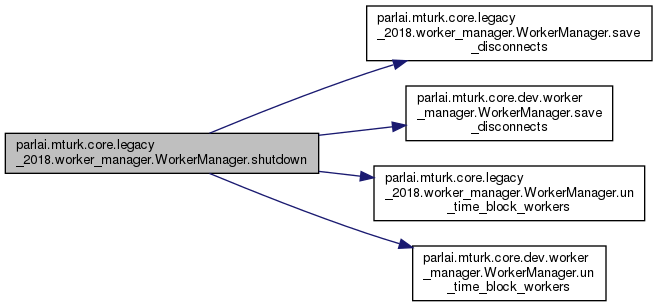 parlai.mturk.core.legacy
_2018.worker_manager.WorkerManager.save
_disconnects
parlai.mturk.core.dev.worker
_manager.WorkerManager.save
_disconnects
parlai.mturk.core.legacy
_2018.worker_manager.WorkerManager.shutdown
parlai.mturk.core.legacy
_2018.worker_manager.WorkerManager.un
_time_block_workers
parlai.mturk.core.dev.worker
_manager.WorkerManager.un
_time_block_workers